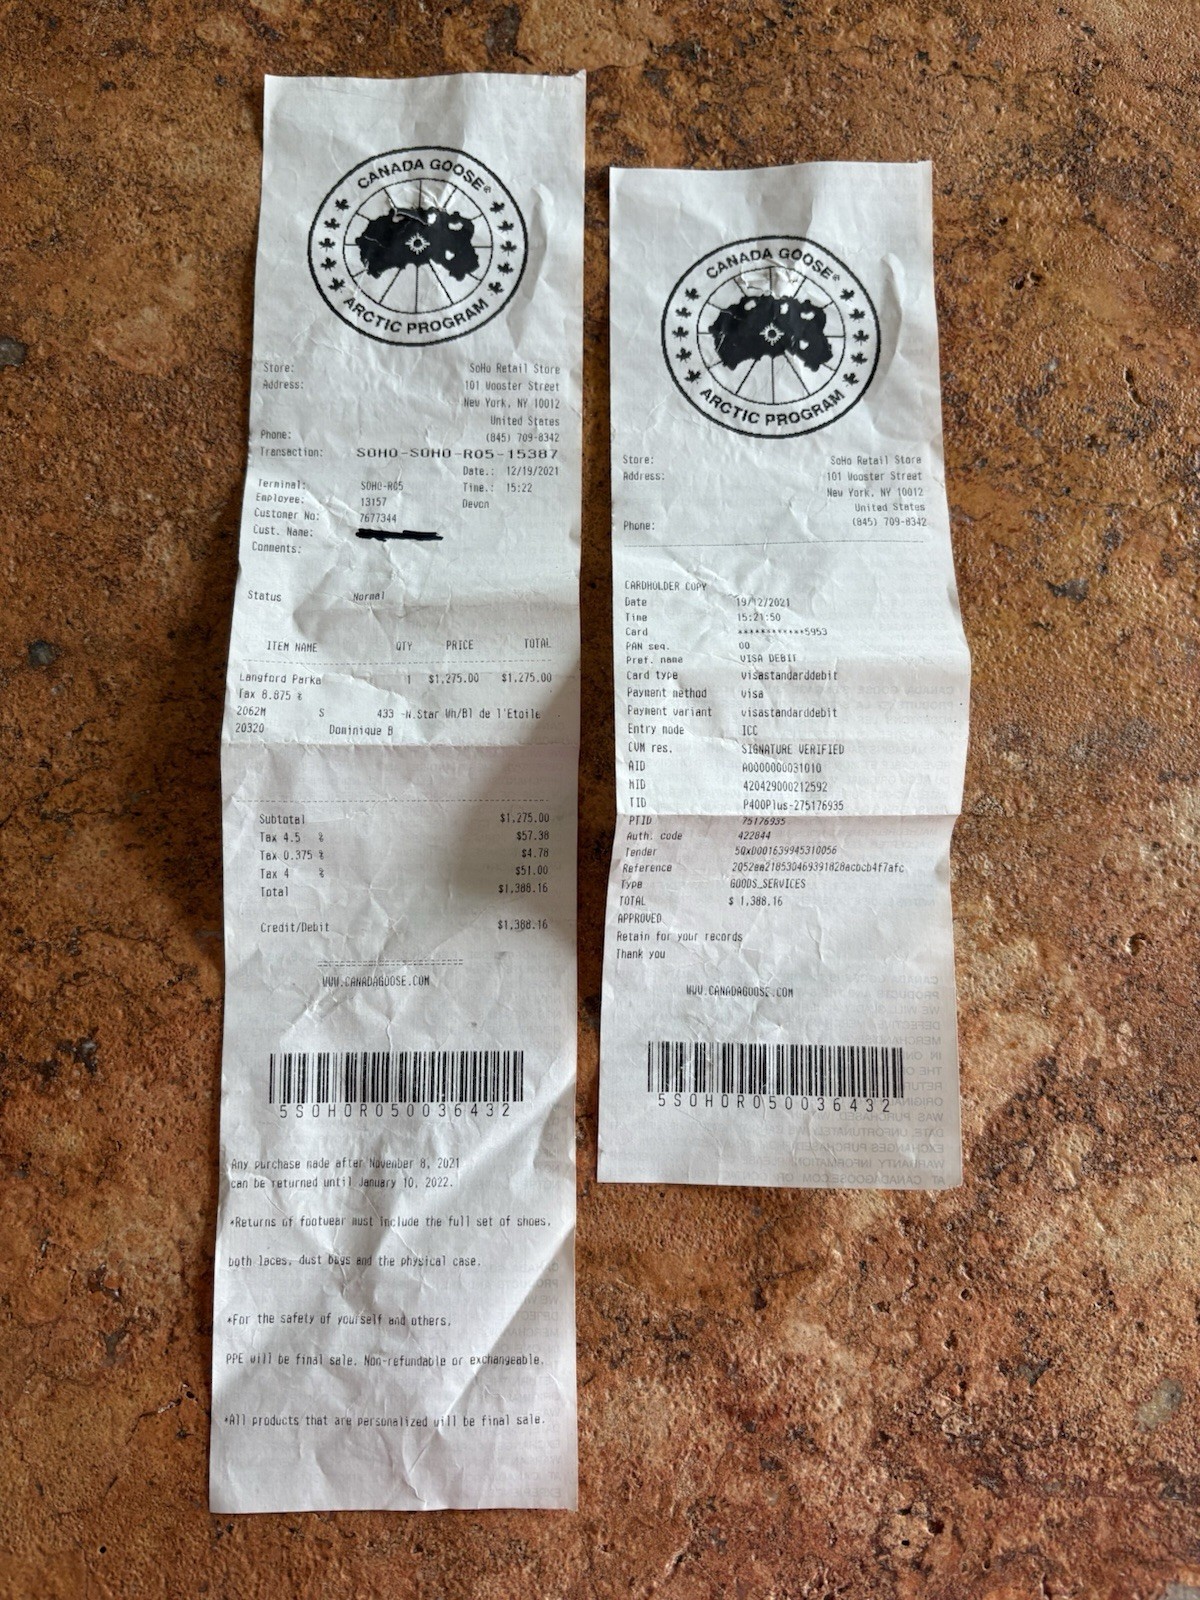 CANADA GOOSE®
ARCTIC PROGRAM
Store: SoHo Retail Store
Address: 101 Wooster Street
New York, NY 10012
United States
Phone: (845) 709-8342
Transaction: SOHO-SOHO-R05-15387
Date.: 12/19/2021
Terminal: SOHO-R05 Time.: 15:22
Employee: 13157 Devon
Customer No: 7677344
Cust. Name:
Comments:
Status Normal
ITEM NAME QTY PRICE TOTAL
Langford Parka 1 $1,275.00 $1,275.00
Tax 8.875 %
2062M S 433 -N.Star Wh/Bl de l'Etoile
20320 Dominique B
Subtotal $1,275.00
Tax 4.5 % $57.38
Tax 0.375 % $4.78
Tax 4 % $51.00
Total $1,388.16
Credit/Debit $1,388.16
WWW.CANADAGOOSE.COM
5SOHOR050036432
Any purchase made after November 8, 2021
can be returned until January 10, 2022.
*Returns of footwear must include the full set of shoes,
both laces, dust bags and the physical case.
*For the safety of yourself and others,
PPE will be final sale. Non-refundable or exchangeable.
*All products that are personalized will be final sale.
CANADA GOOSE®
ARCTIC PROGRAM
Store: SoHo Retail Store
Address: 101 Wooster Street
New York, NY 10012
United States
Phone: (845) 709-8342
CARDHOLDER COPY
Date 19/12/2021
Time 15:21:50
Card ************5953
PAN seq. 00
Pref. name VISA DEBIT
Card type visastandarddebit
Payment method visa
Payment variant visastandarddebit
Entry mode ICC
CVM res. SIGNATURE VERIFIED
AID A0000000031010
MID 420429000212592
TID P400Plus-275176935
PTID 75176935
Auth. code 422844
Tender
Reference
Type GOODS_SERVICES
TOTAL $ 1,388.16
APPROVED
Retain for your records
Thank you
WWW.CANADAGOOSE.COM
5SOHOR050036432